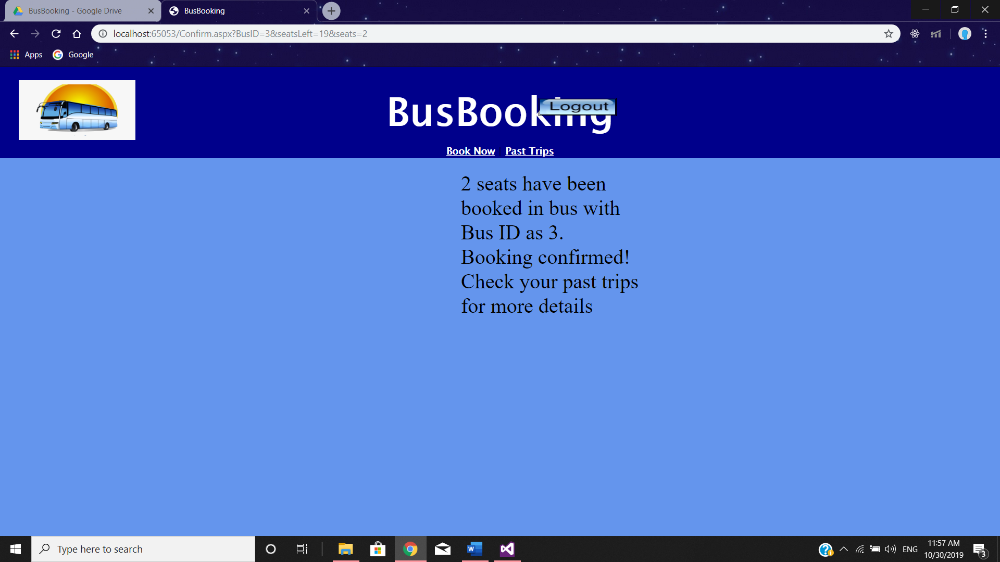 BusBooking - Google Drive
BusBooking
localhost:65053/Confirm.aspx?BusID=3&seatsLeft=19&seats=2
Apps
Google
BusBooking
Logout
Book Now
Past Trips
2 seats have been
booked in bus with
Bus ID as 3.
Booking confirmed!
Check your past trips
for more details
Type here to search
ENG
11:57 AM
10/30/2019
3